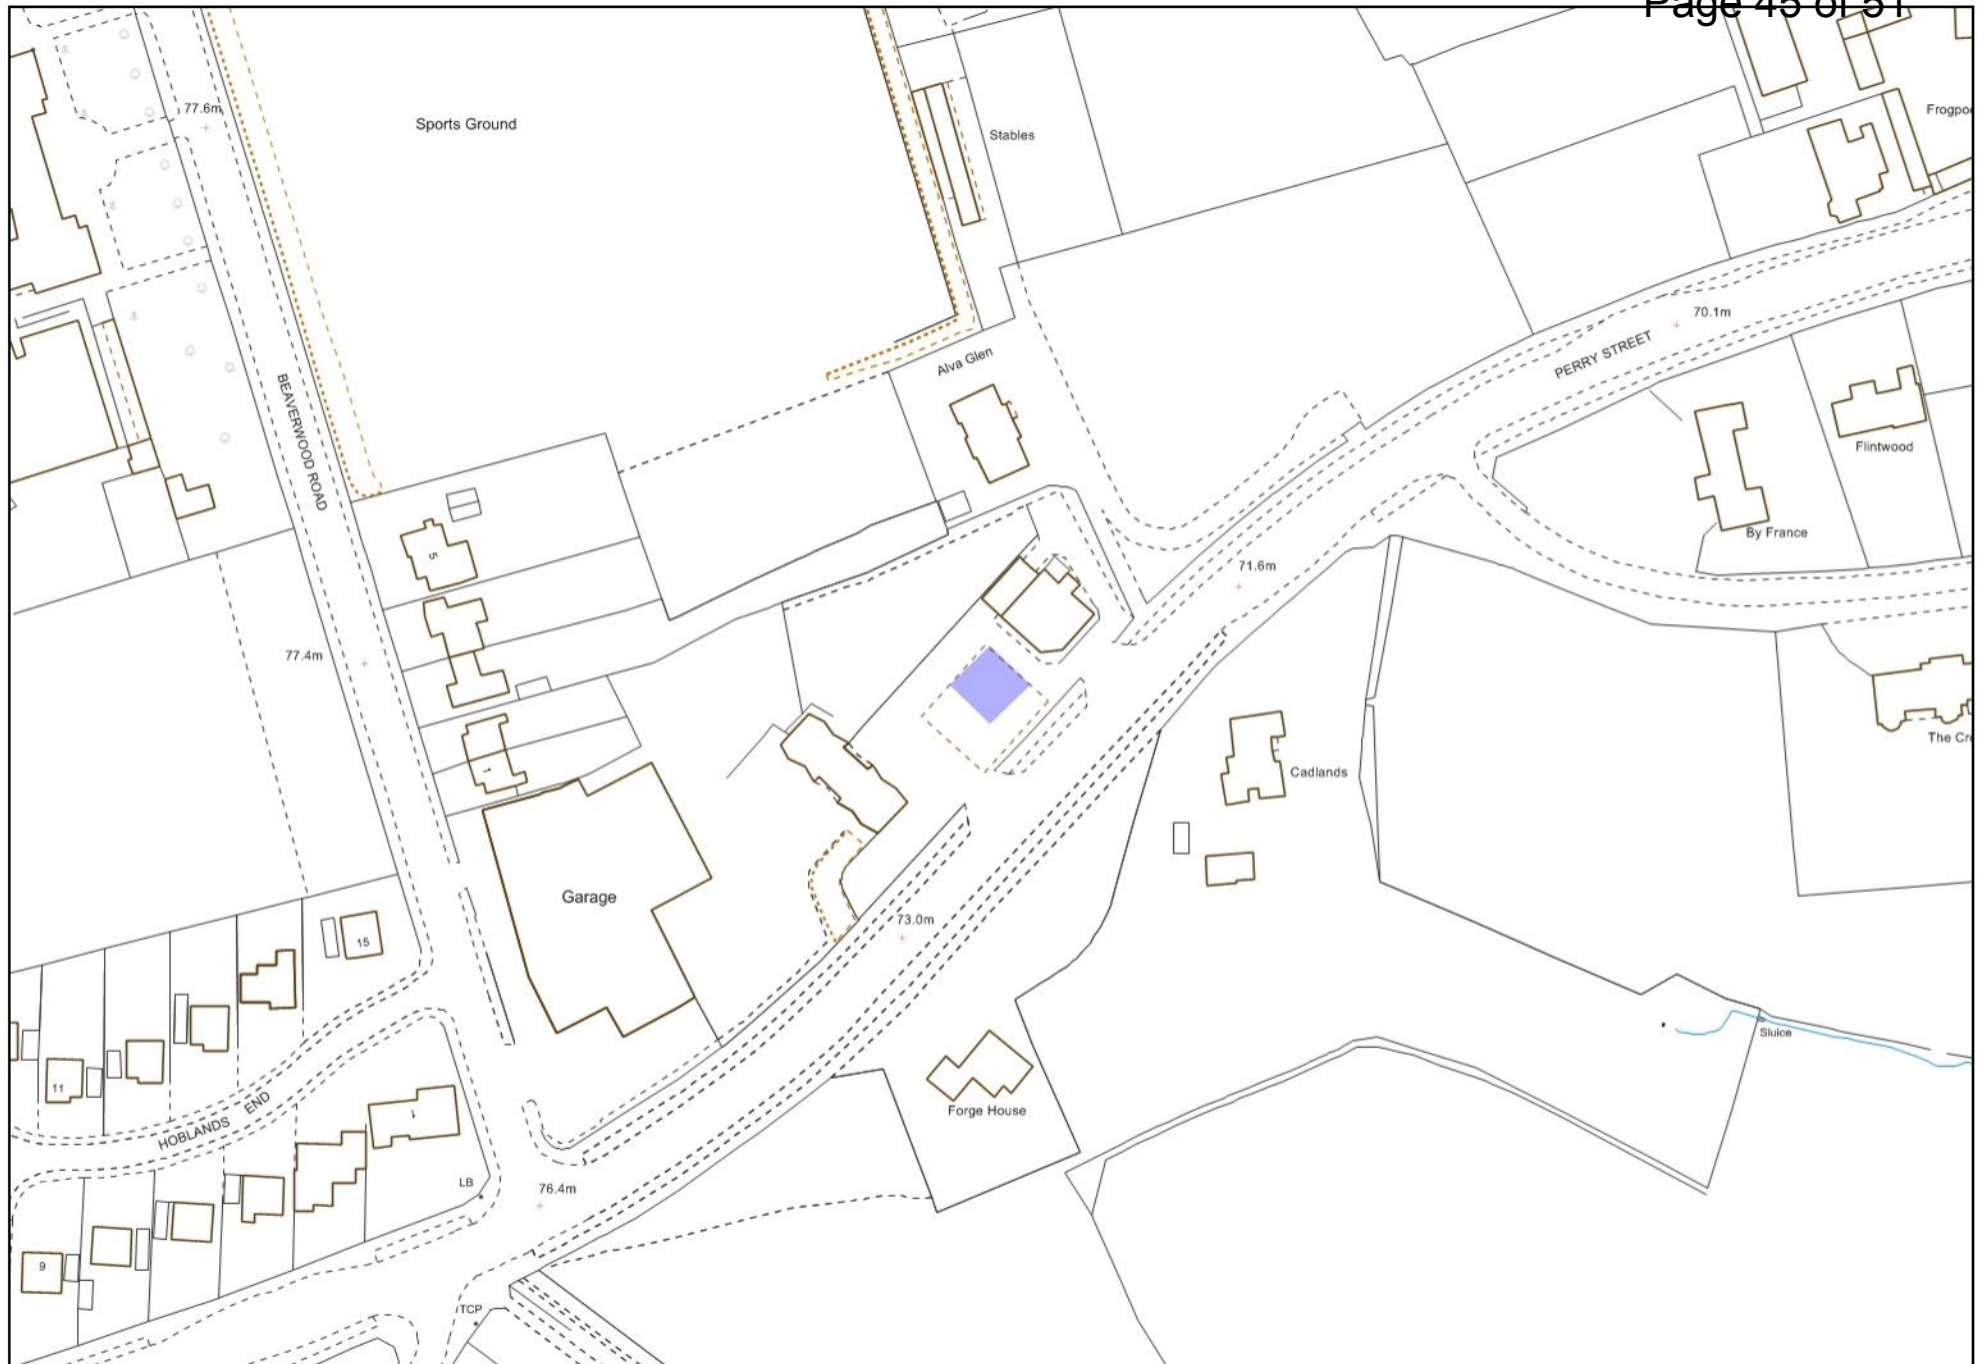 Page 45 of 51
77.6m
Sports Ground
Stables
Frogpo
70.1m
PERRY STREET
Alva Glen
BEAVERWOOD ROAD
Flintwood
By France
5
71.6m
77.4m
The Cr
1
Cadlands
Garage
73.0m
15
Sluice
11
HOBLANDS END
1
Forge House
LB
76.4m
9
TCP